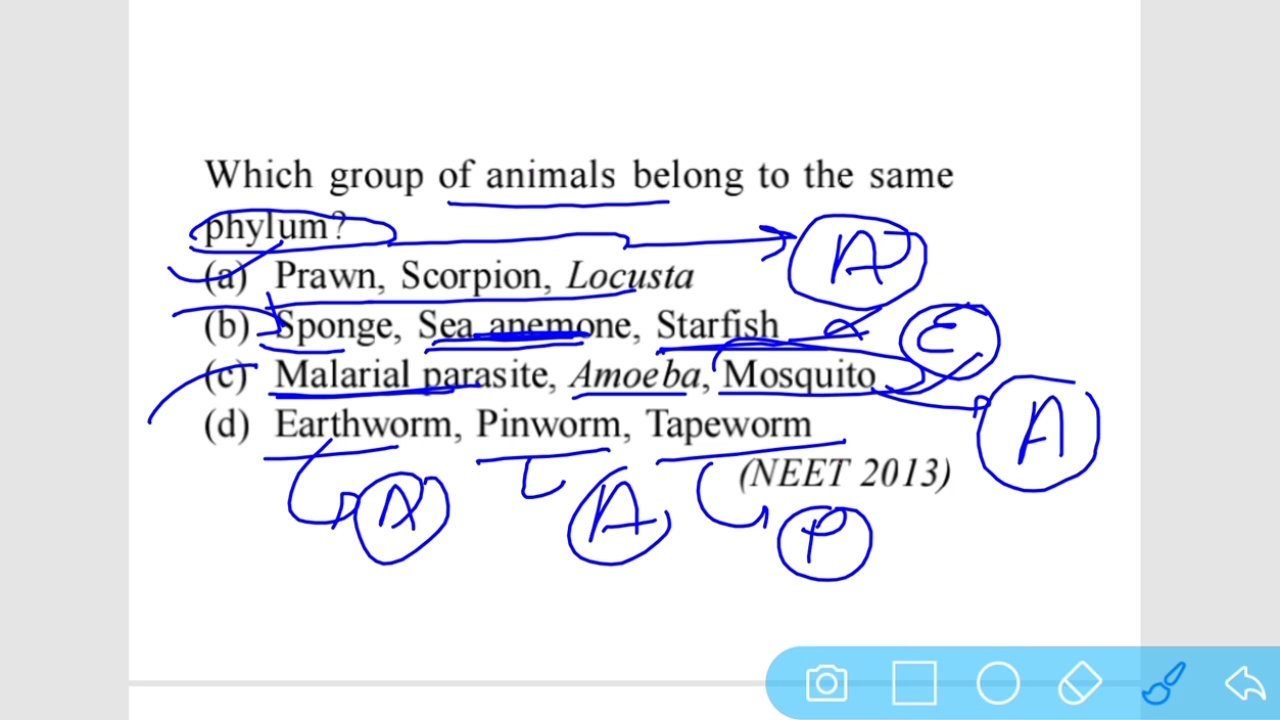 Which group of animals belong to the same
phylum?
A
(a) Prawn, Scorpion, Locusta
(b) Sponge, Sea anemone, Starfish
E
(c) Malarial parasite, Amoeba, Mosquito
A
(d) Earthworm, Pinworm, Tapeworm
(NEET 2013)
A A P